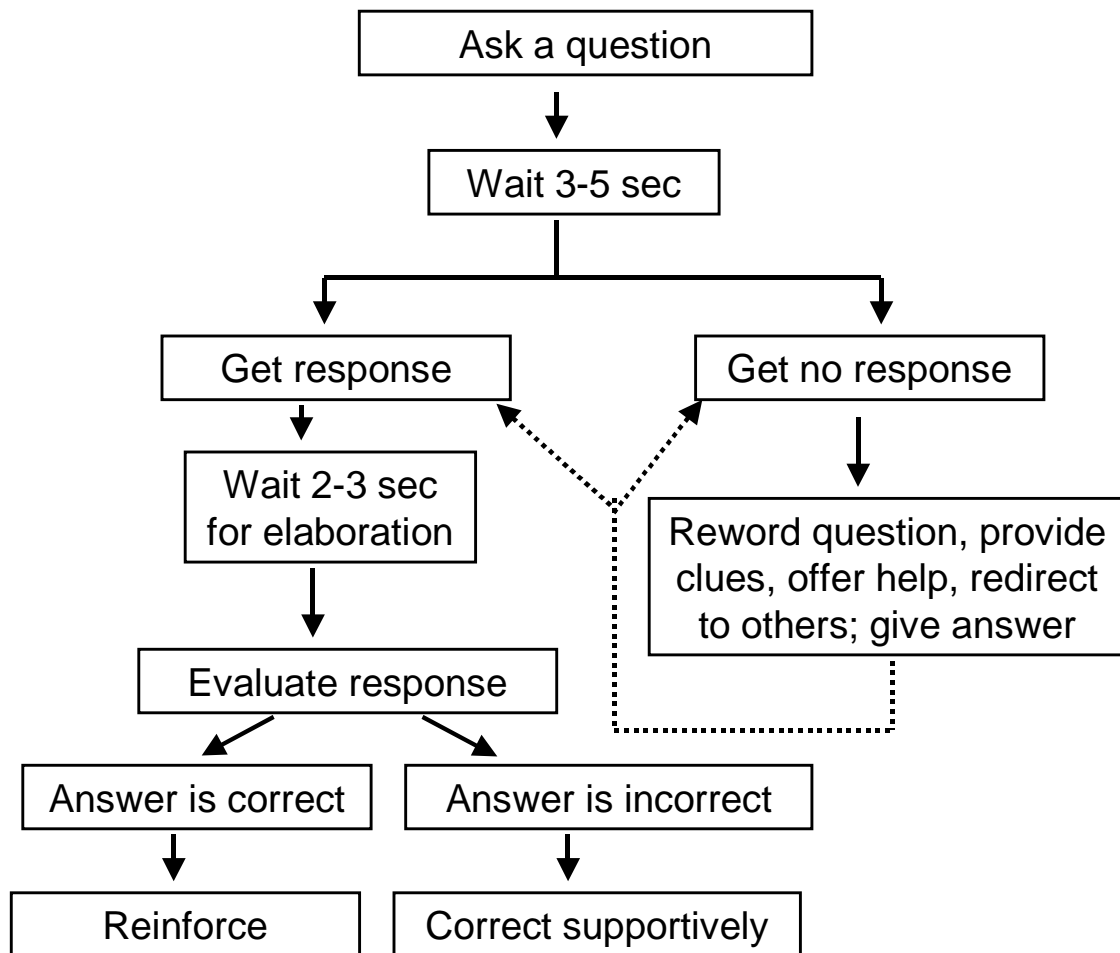 Ask a question
Wait 3-5 sec
Get response
Get no response
Wait 2-3 sec
for elaboration
Reword question, provide
clues, offer help, redirect
to others; give answer
Evaluate response
Answer is correct
Answer is incorrect
Reinforce
Correct supportively